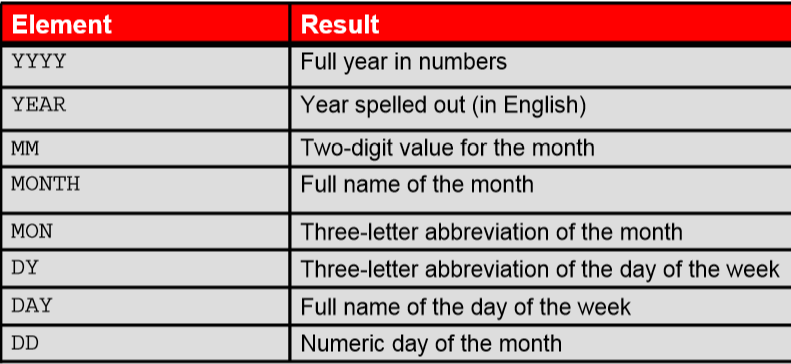 Element Result
YYYY Full year in numbers
YEAR Year spelled out (in English)
MM Two-digit value for the month
MONTH Full name of the month
MON Three-letter abbreviation of the month
DY Three-letter abbreviation of the day of the week
DAY Full name of the day of the week
DD Numeric day of the month